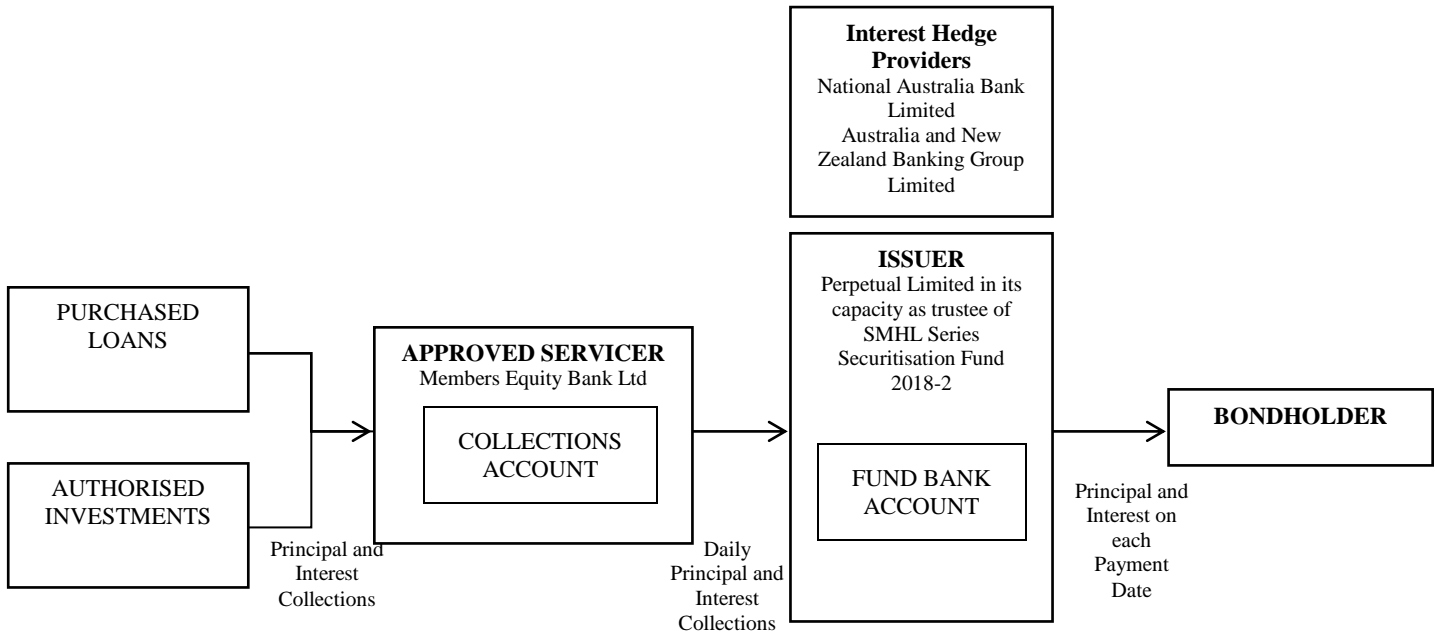 Interest Hedge
Providers
National Australia Bank
Limited
Australia and New
Zealand Banking Group
Limited
PURCHASED
LOANS
AUTHORISED
INVESTMENTS
Principal and
Interest
Collections
APPROVED SERVICER
Members Equity Bank Ltd
COLLECTIONS
ACCOUNT
Daily
Principal and
Interest
Collections
ISSUER
Perpetual Limited in its
capacity as trustee of
SMHL Series
Securitisation Fund
2018-2
FUND BANK
ACCOUNT
Principal and
Interest on
each
Payment
Date
BONDHOLDER